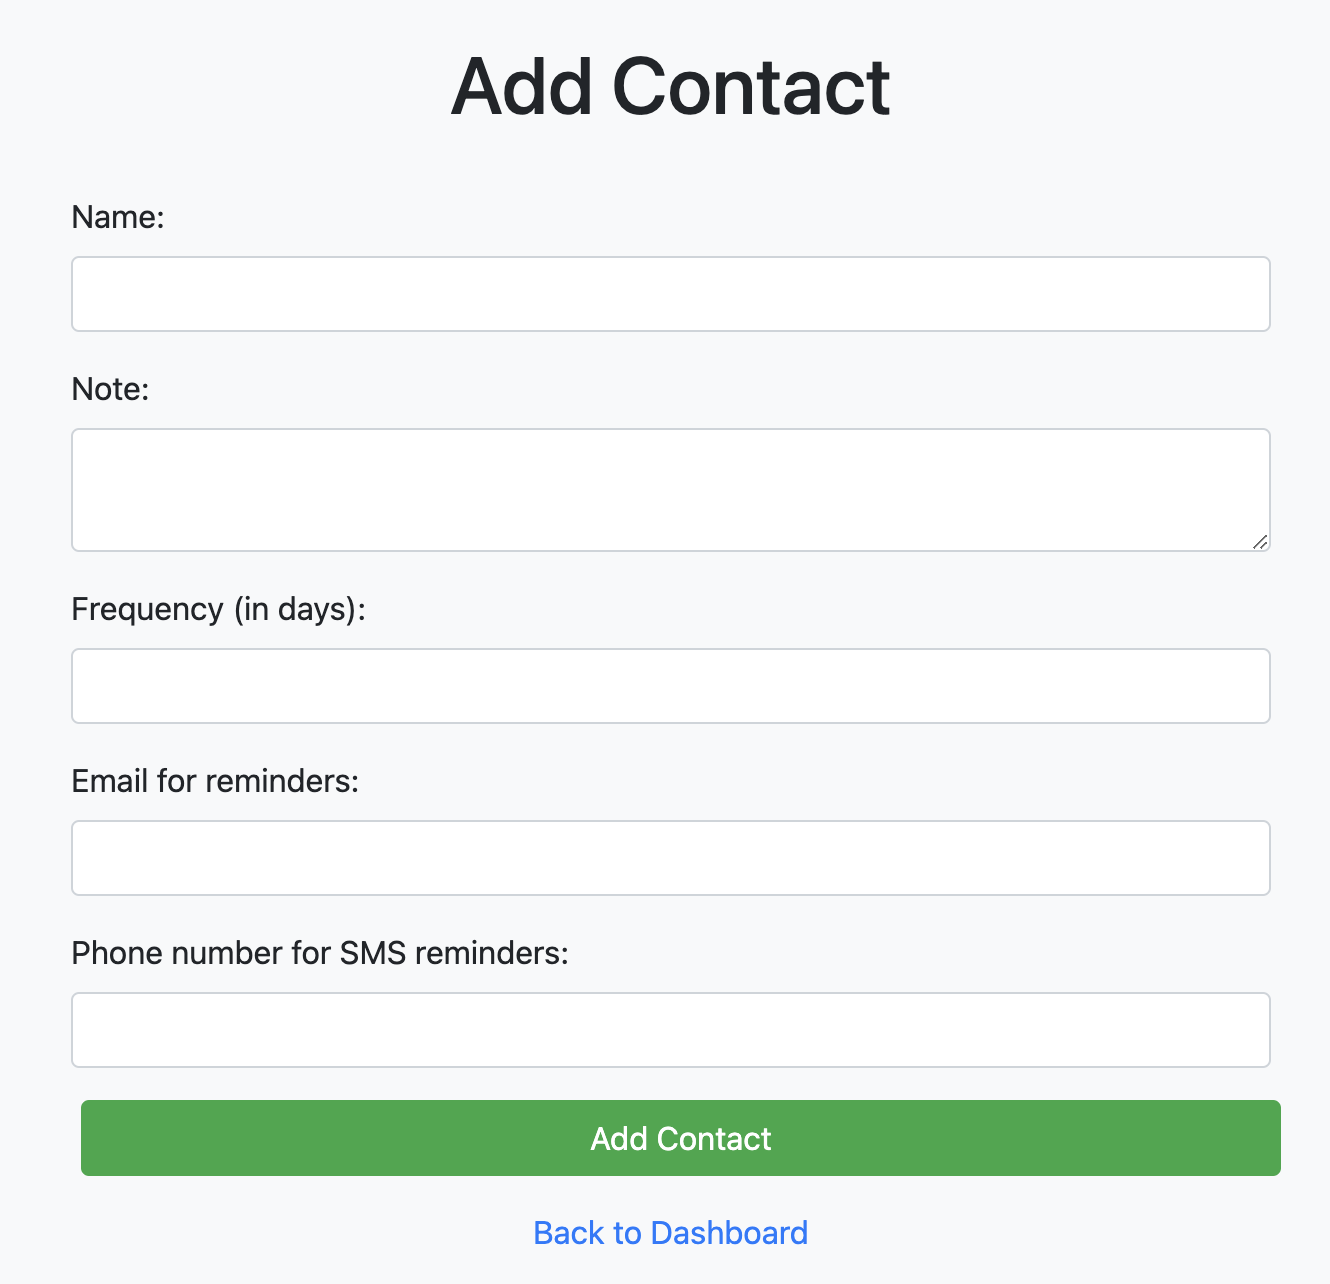 Add Contact
Name:
Note:
Frequency (in days):
Email for reminders:
Phone number for SMS reminders:
Add Contact
Back to Dashboard